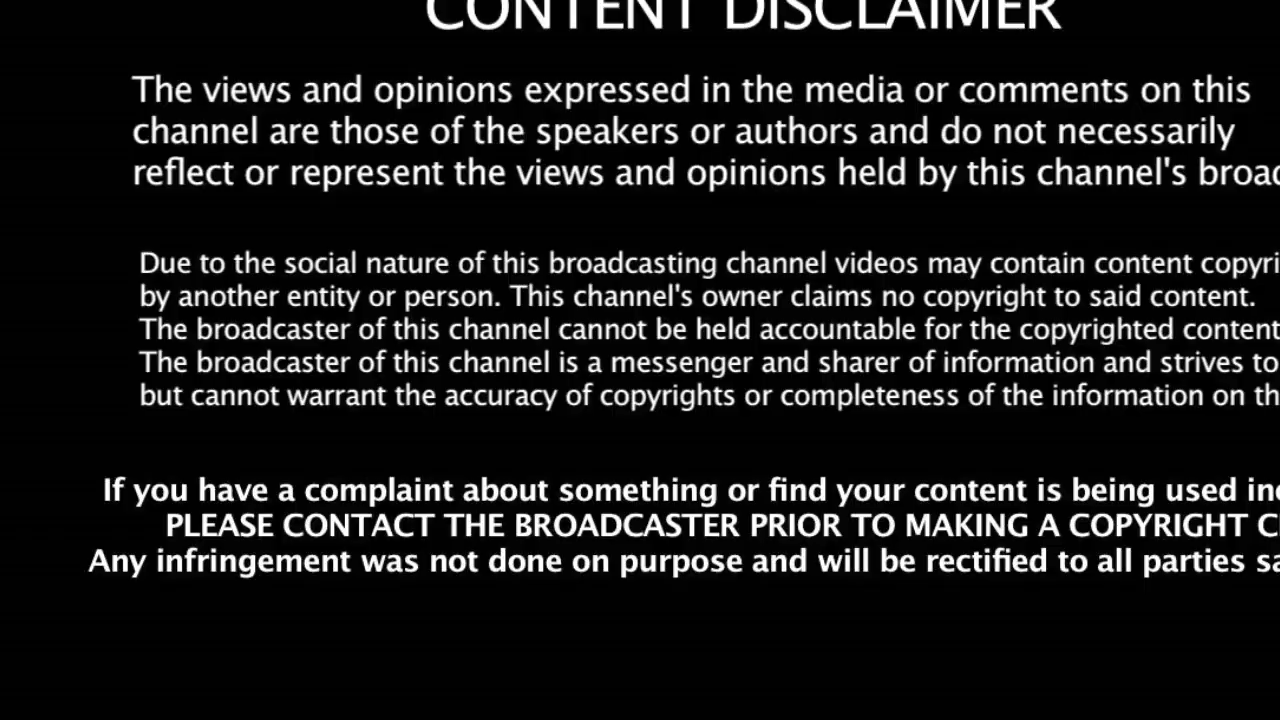 CONTENT DISCLAIMER
The views and opinions expressed in the media or comments on this
channel are those of the speakers or authors and do not necessarily
reflect or represent the views and opinions held by this channel's
Due to the social nature of this broadcasting channel videos may contain content
by another entity or person. This channel's owner claims no copyright to said content.
The broadcaster of this channel cannot be held accountable for the copyrighted content
The broadcaster of this channel is a messenger and sharer of information and strives to
but cannot warrant the accuracy of copyrights or completeness of the information on
If you have a complaint about something or find your content is being used
PLEASE CONTACT THE BROADCASTER PRIOR TO MAKING A COPYRIGHT
Any infringement was not done on purpose and will be rectified to all parties